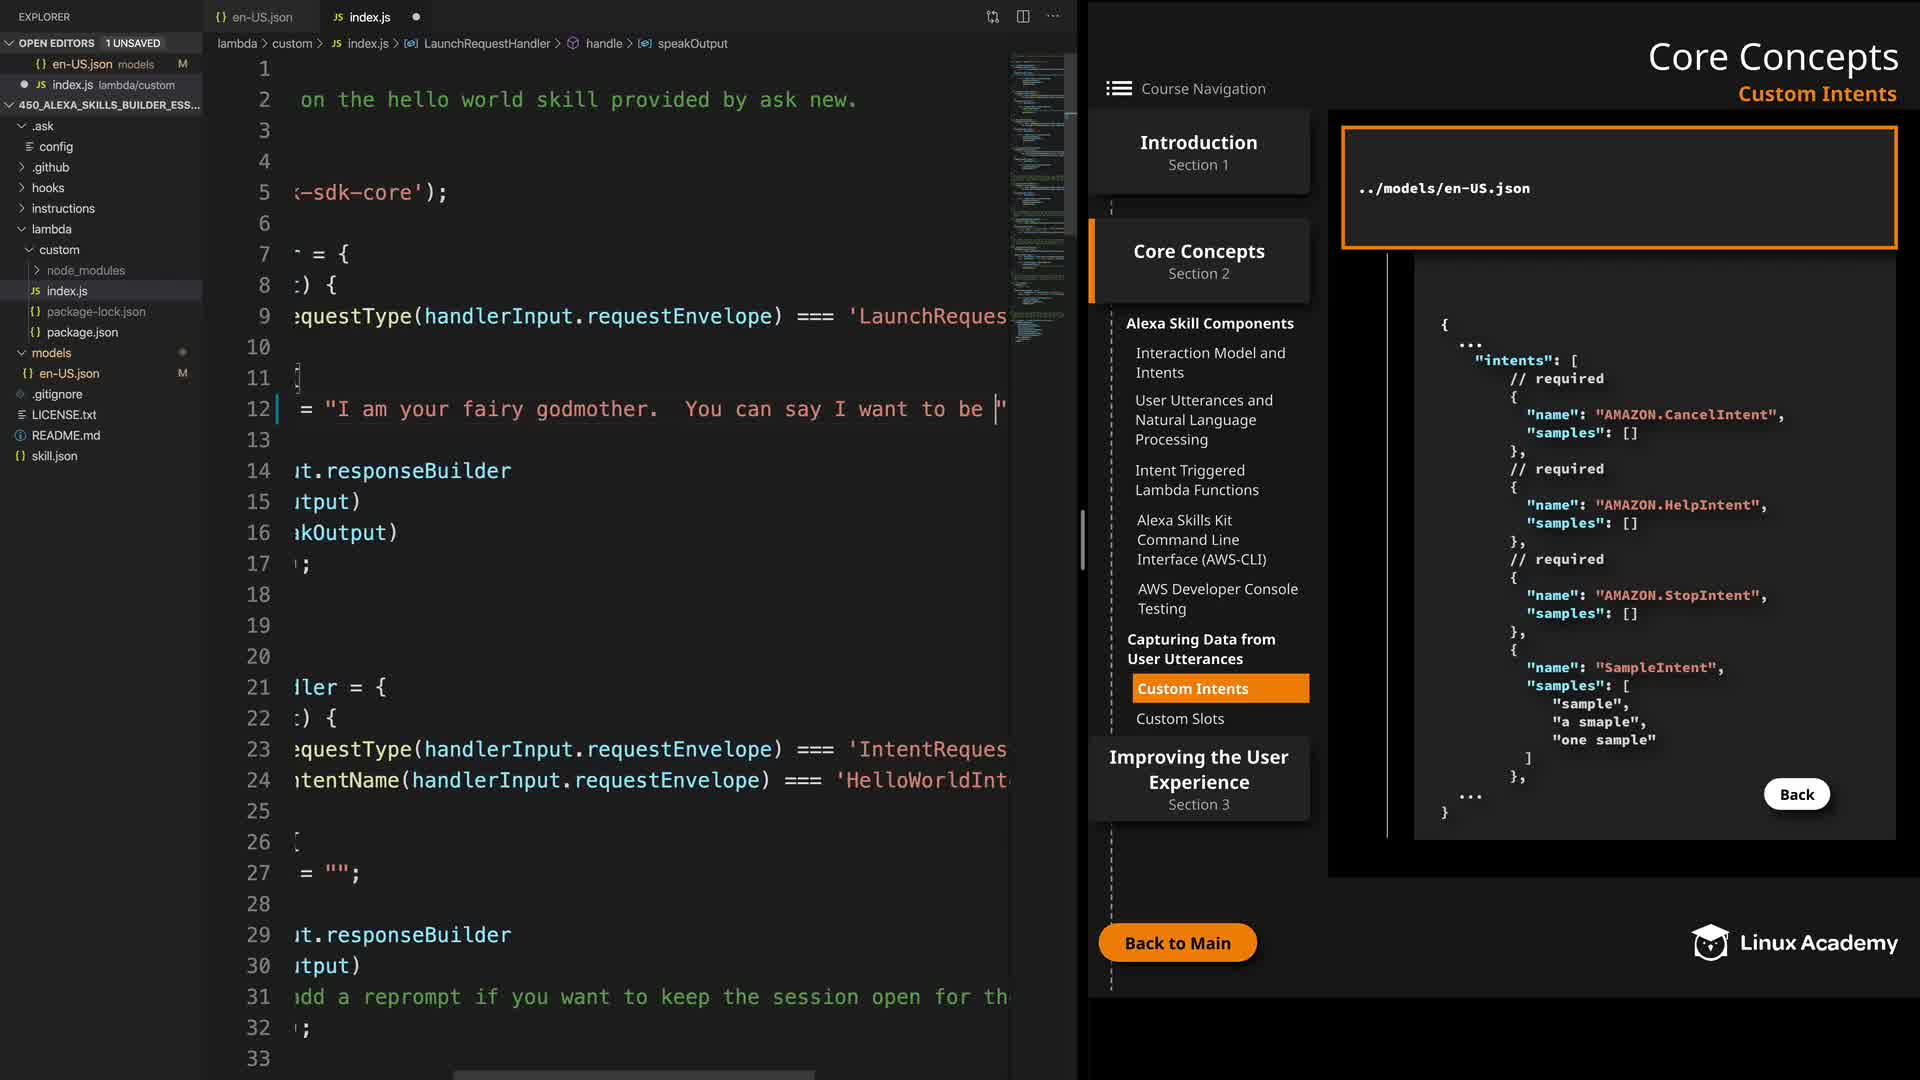 EXPLORER
OPEN EDITORS 1 UNSAVED
{} en-US.json models M
JS index.js lambda/custom
450_ALEXA_SKILLS_BUILDER_ESS...
.ask
config
.github
hooks
instructions
lambda
custom
node_modules
JS index.js
{} package-lock.json
{} package.json
models
{} en-US.json M
.gitignore
LICENSE.txt
README.md
{} skill.json
{} en-US.json
JS index.js
lambda > custom > JS index.js > LaunchRequestHandler > handle > speakOutput
1
2 on the hello world skill provided by ask new.
3
4
5 k-sdk-core');
6
7 r = {
8 t) {
9 equestType(handlerInput.requestEnvelope) === 'LaunchReques
10
11 {
12 = "I am your fairy godmother.  You can say I want to be "
13
14 ut.responseBuilder
15 utput)
16 akOutput)
17 ;
18
19
20
21 dler = {
22 t) {
23 equestType(handlerInput.requestEnvelope) === 'IntentReques
24 ntentName(handlerInput.requestEnvelope) === 'HelloWorldInt
25
26 {
27 = "";
28
29 ut.responseBuilder
30 utput)
31 add a reprompt if you want to keep the session open for th
32 ;
33
Core Concepts
Custom Intents
Course Navigation
Introduction
Section 1
Core Concepts
Section 2
Alexa Skill Components
Interaction Model and
Intents
User Utterances and
Natural Language
Processing
Intent Triggered
Lambda Functions
Alexa Skills Kit
Command Line
Interface (AWS-CLI)
AWS Developer Console
Testing
Capturing Data from
User Utterances
Custom Intents
Custom Slots
Improving the User
Experience
Section 3
Back to Main
../models/en-US.json
{
...
"intents": [
// required
{
"name": "AMAZON.CancelIntent",
"samples": []
},
// required
{
"name": "AMAZON.HelpIntent",
"samples": []
},
// required
{
"name": "AMAZON.StopIntent",
"samples": []
},
{
"name": "SampleIntent",
"samples": [
"sample",
"a smaple",
"one sample"
]
},
...
}
Back
Linux Academy